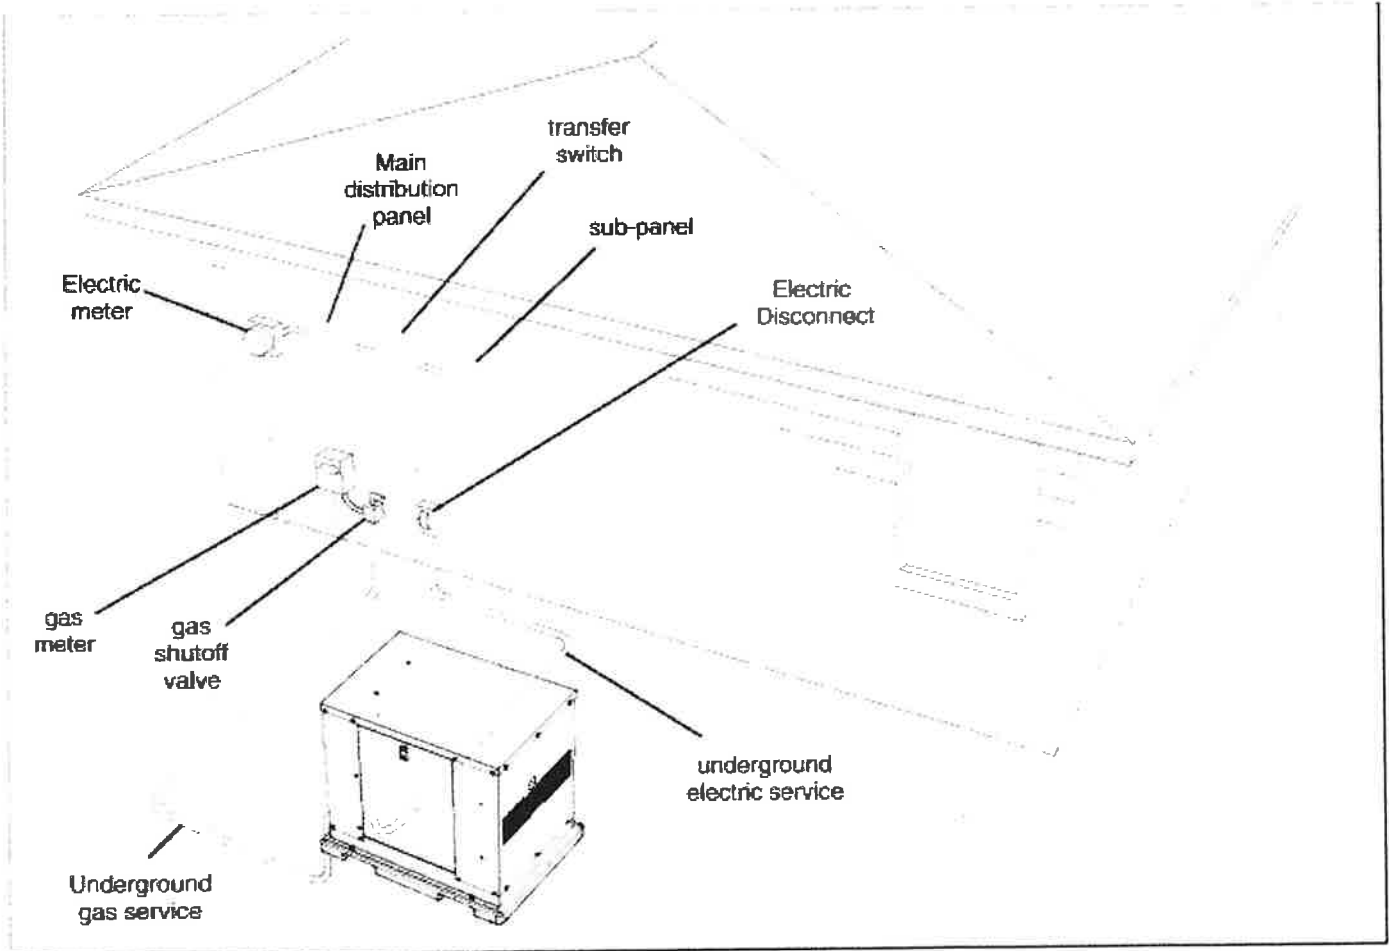 transfer
switch
Main
distribution
panel
sub-panel
Electric
meter
Electric
Disconnect
gas
meter
gas
shutoff
valve
underground
electric service
Underground
gas service